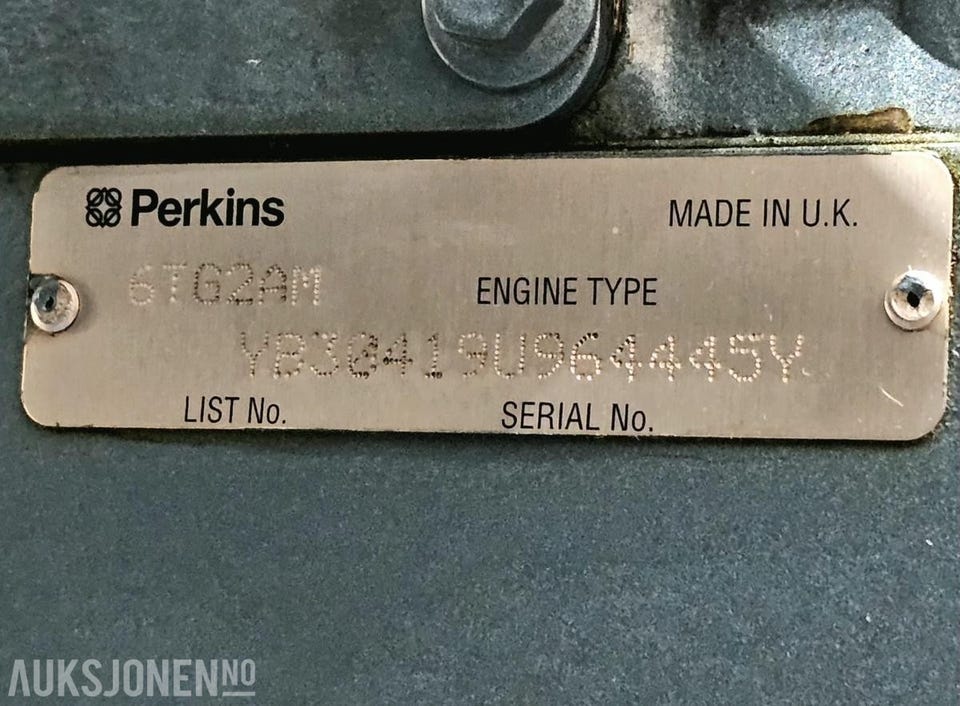 Perkins MADE IN U.K.
6TG2AM ENGINE TYPE
YB30419U964445Y.
LIST No. SERIAL No.
AUKSJONEN NO